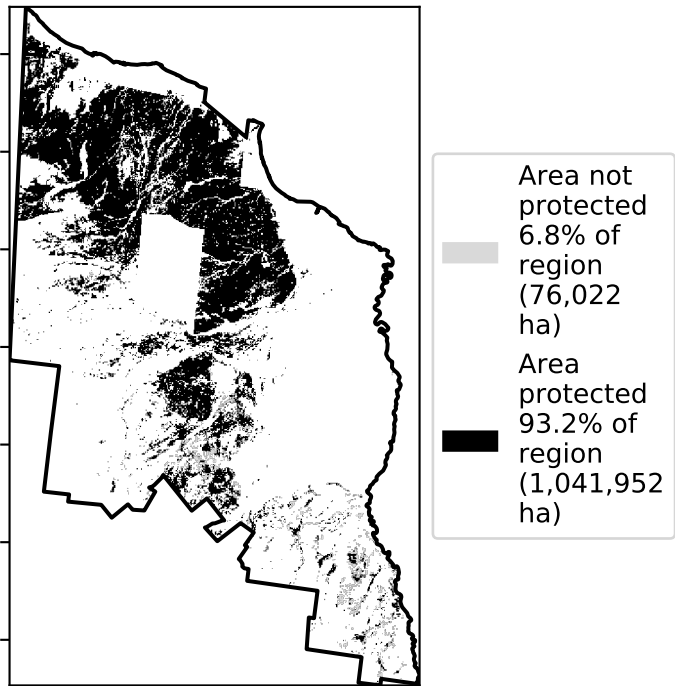 Area not
protected
6.8% of
region
(76,022
ha)
Area
protected
93.2% of
region
(1,041,952
ha)